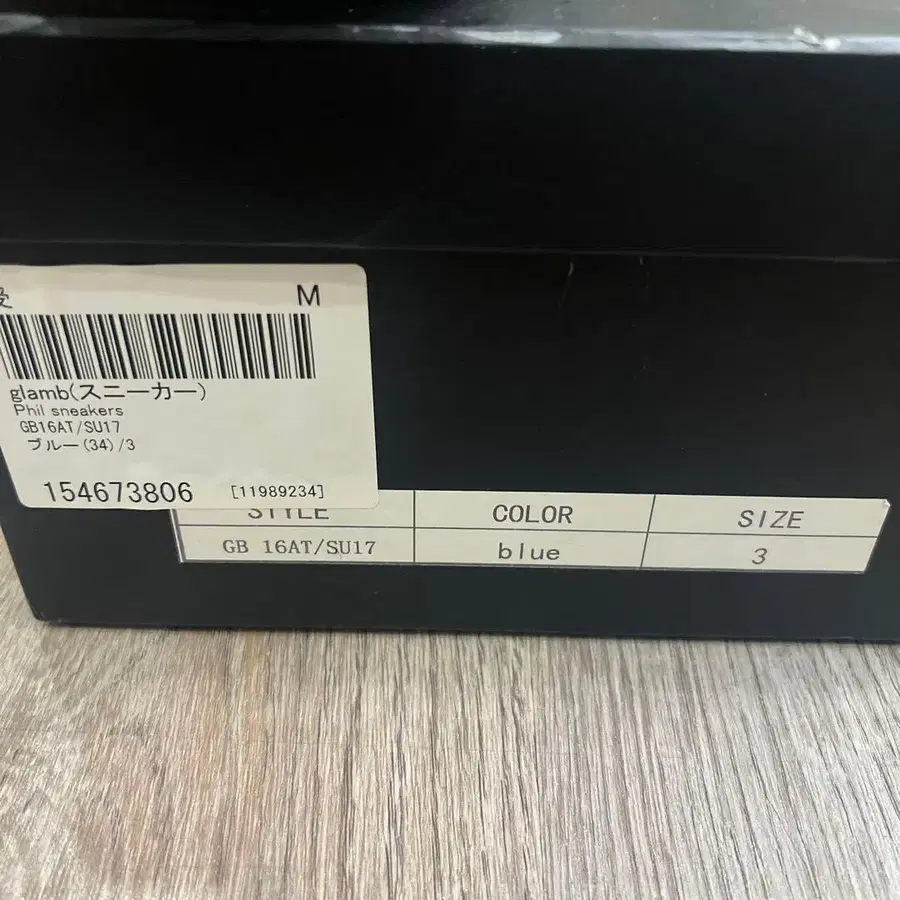 受 M
glamb(スニーカー)
Phil sneakers
GB16AT/SU17
ブルー(34)/3
154673806 [11989234]
STYLE COLOR SIZE
GB 16AT/SU17 blue 3